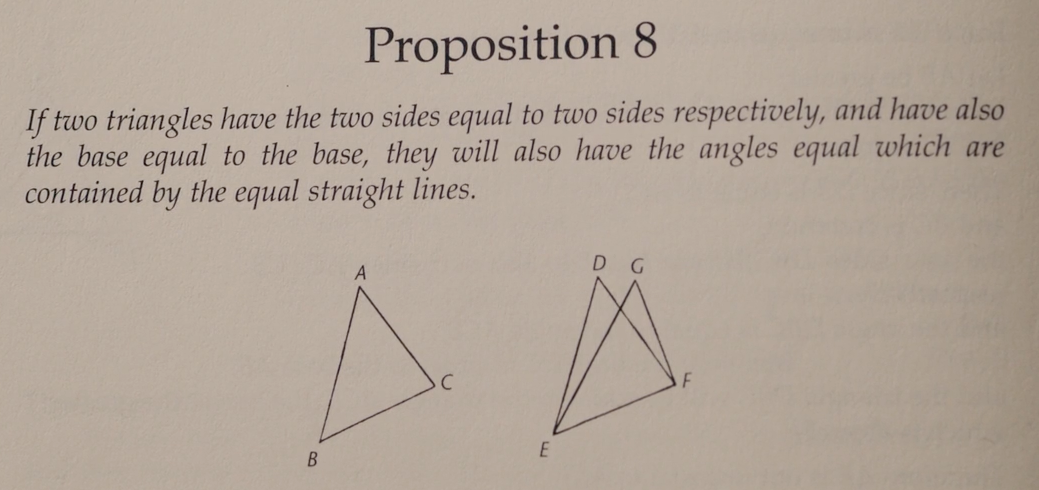 Proposition 8
If two triangles have the two sides equal to two sides respectively, and have also
the base equal to the base, they will also have the angles equal which are
contained by the equal straight lines.
A
D G
C
F
B
E